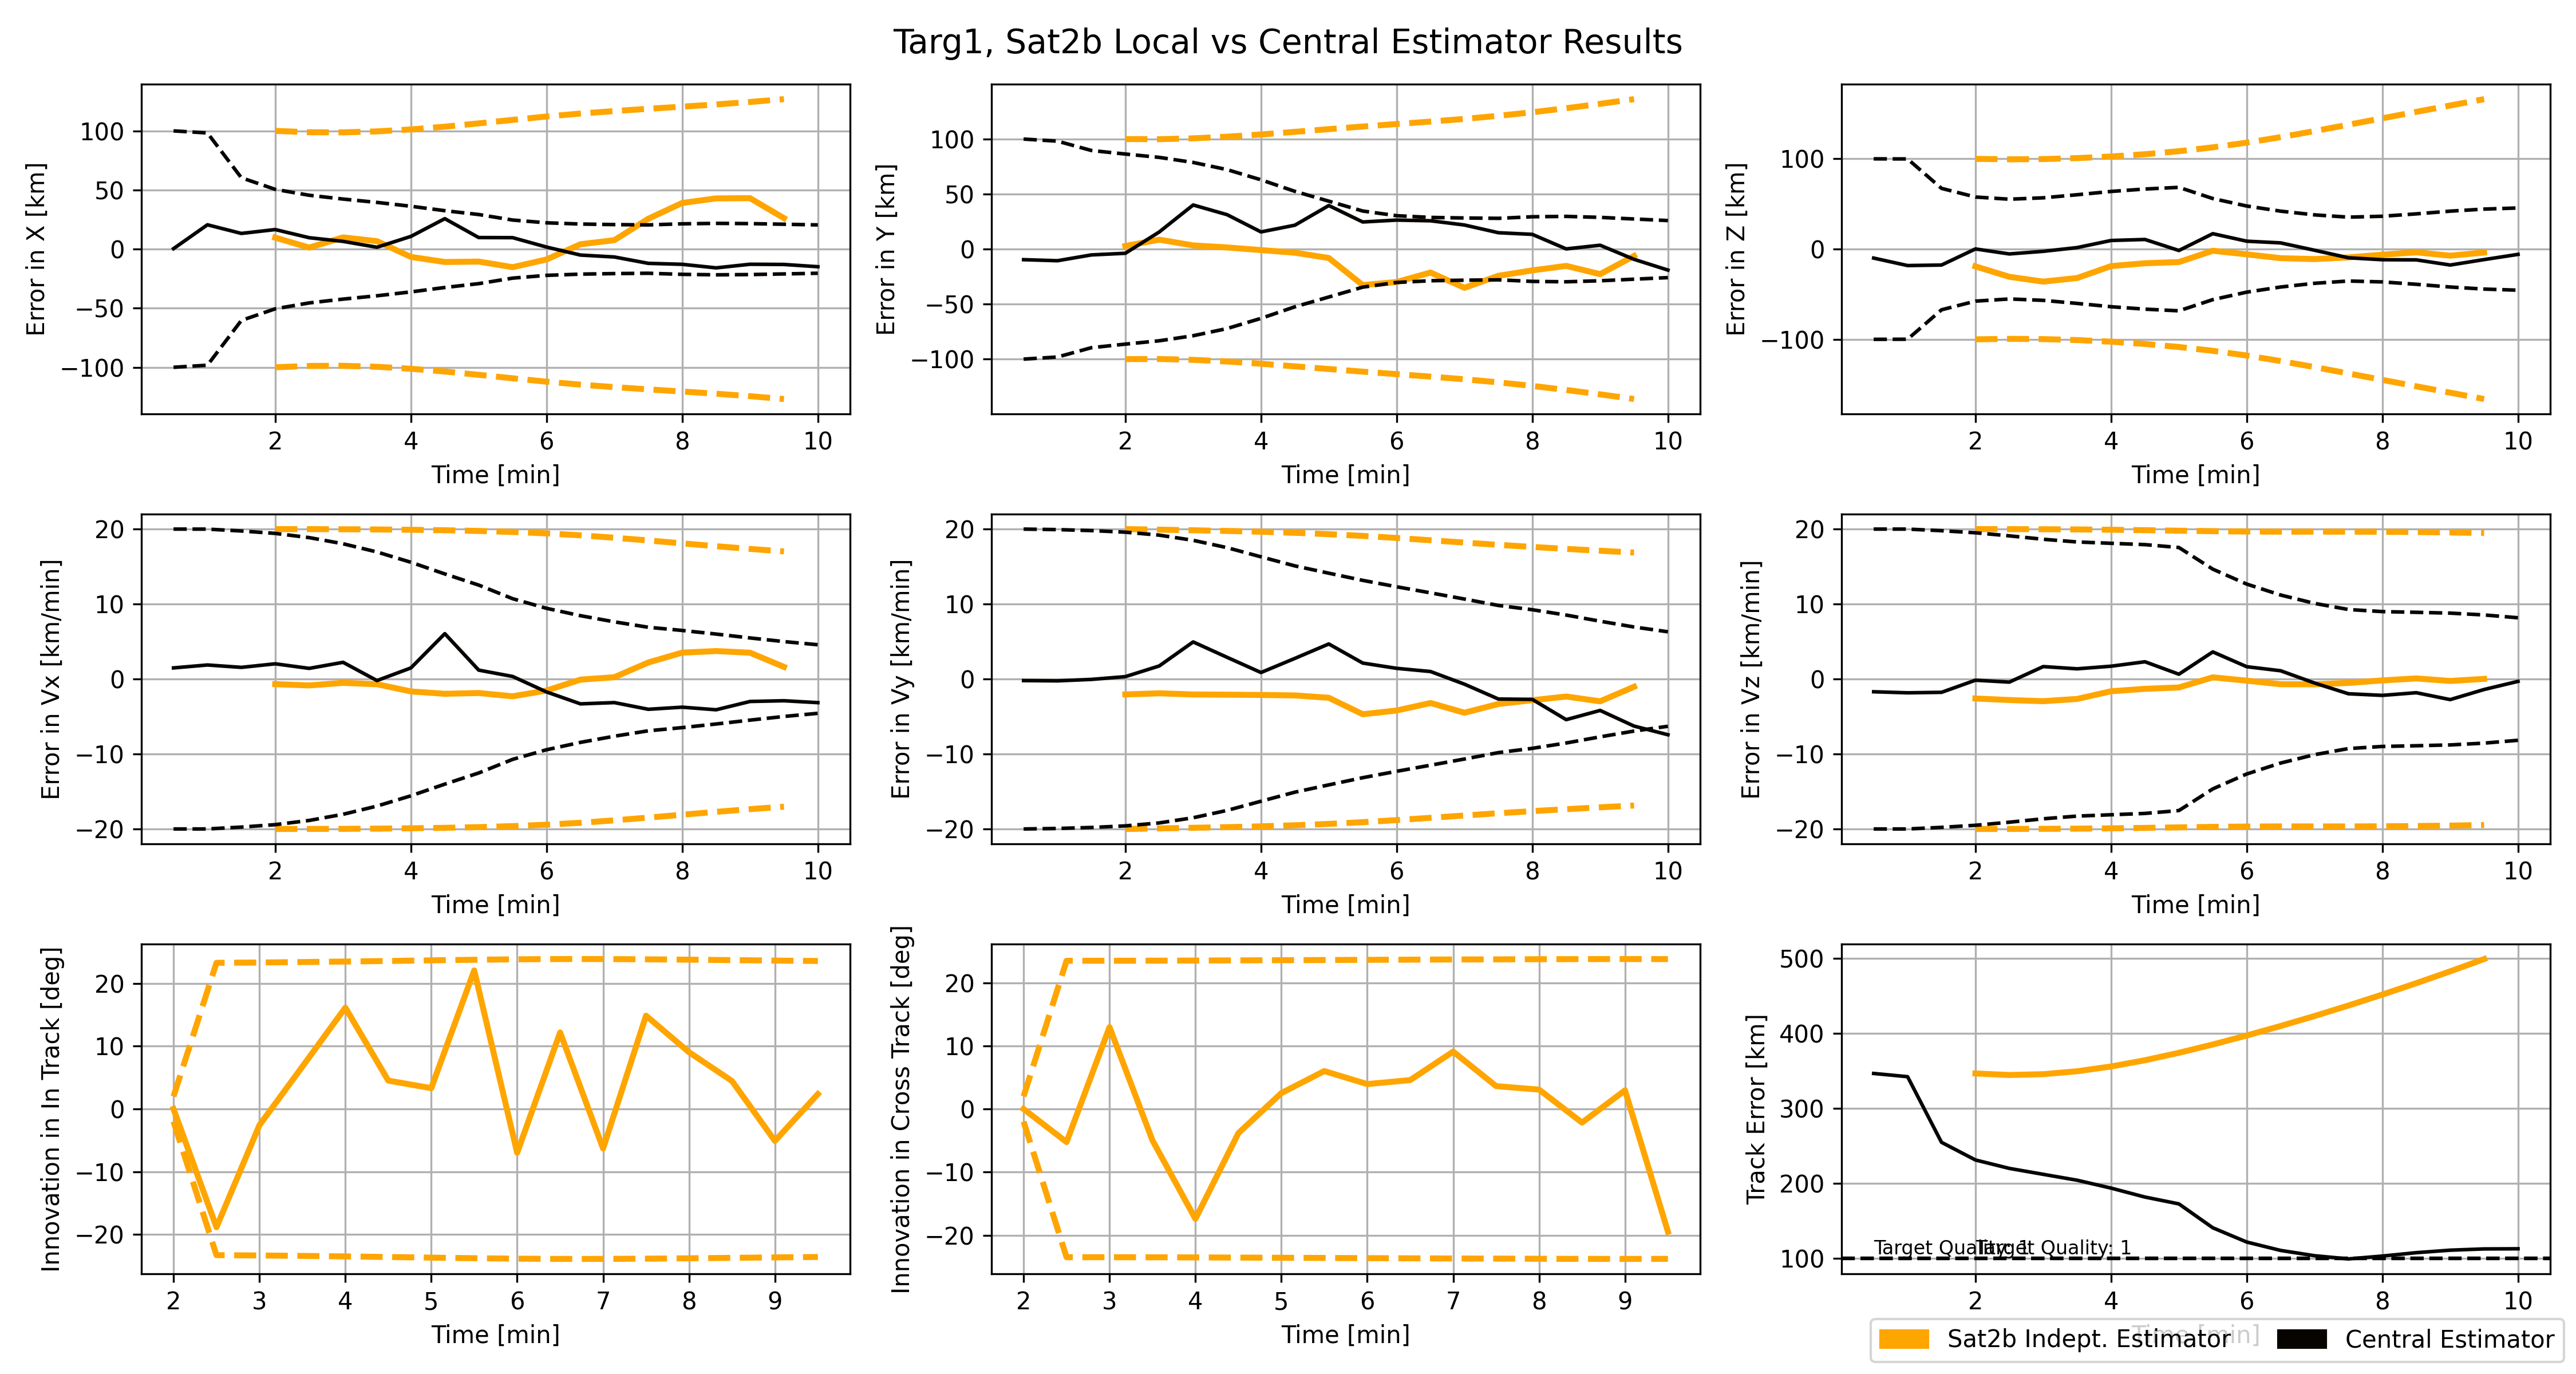 Targ1, Sat2b Local vs Central Estimator Results
Error in X [km]
100
50
0
−50
−100
2 4 6 8 10
Time [min]
Error in Y [km]
100
50
0
−50
−100
2 4 6 8 10
Time [min]
Error in Z [km]
100
0
−100
2 4 6 8 10
Time [min]
Error in Vx [km/min]
20
10
0
−10
−20
2 4 6 8 10
Time [min]
Error in Vy [km/min]
20
10
0
−10
−20
2 4 6 8 10
Time [min]
Error in Vz [km/min]
20
10
0
−10
−20
2 4 6 8 10
Time [min]
Innovation in In Track [deg]
20
10
0
−10
−20
2 3 4 5 6 7 8 9
Time [min]
Innovation in Cross Track [deg]
20
10
0
−10
−20
2 3 4 5 6 7 8 9
Time [min]
Track Error [km]
500
400
300
200
100
Target Quality: 1
Target Quality: 1
2 4 6 8 10
Time [min]
Sat2b Indept. Estimator
Central Estimator